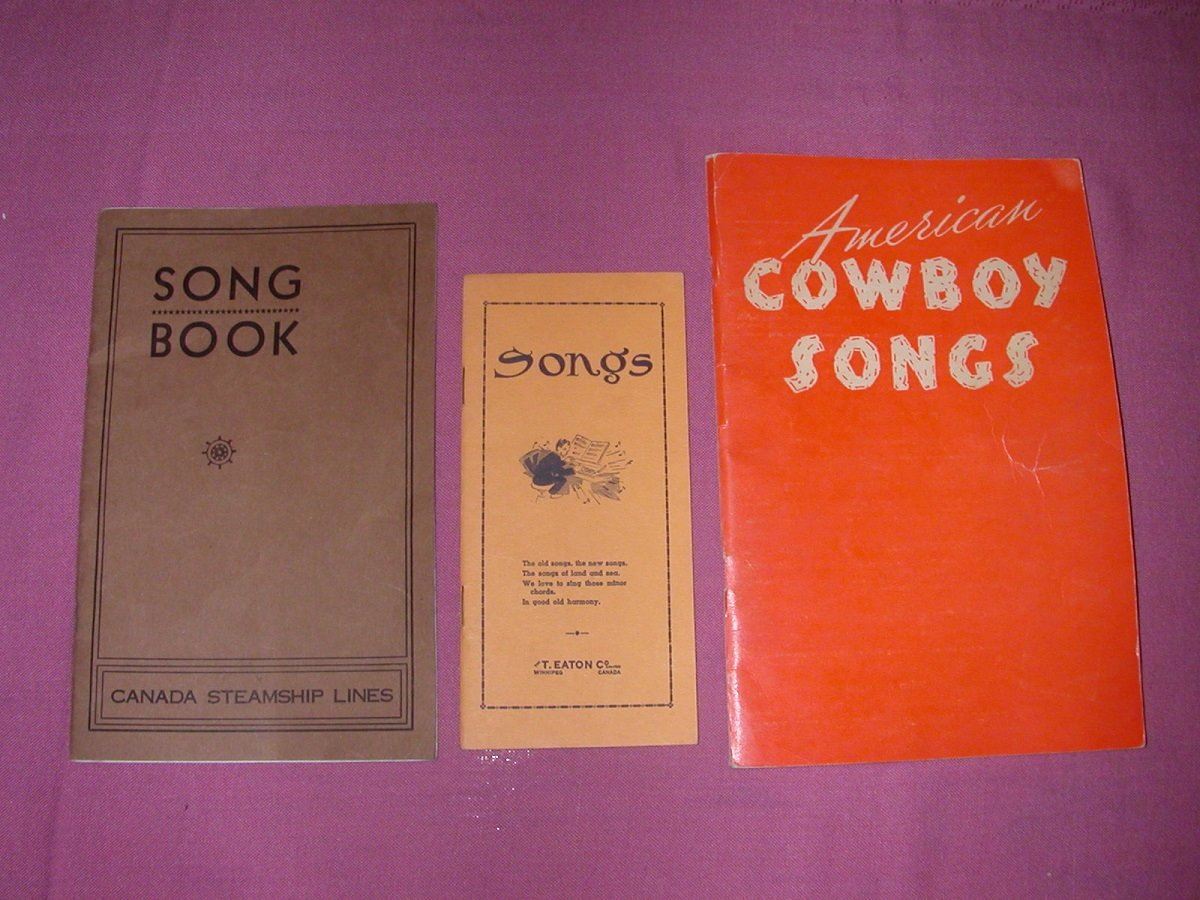 SONG
BOOK
CANADA STEAMSHIP LINES
Songs
The old songs, the new songs,
The songs of land and sea,
We love to sing those minor
chords,
In good old harmony.
T. EATON Co
WINNIPEG CANADA
American
COWBOY
SONGS